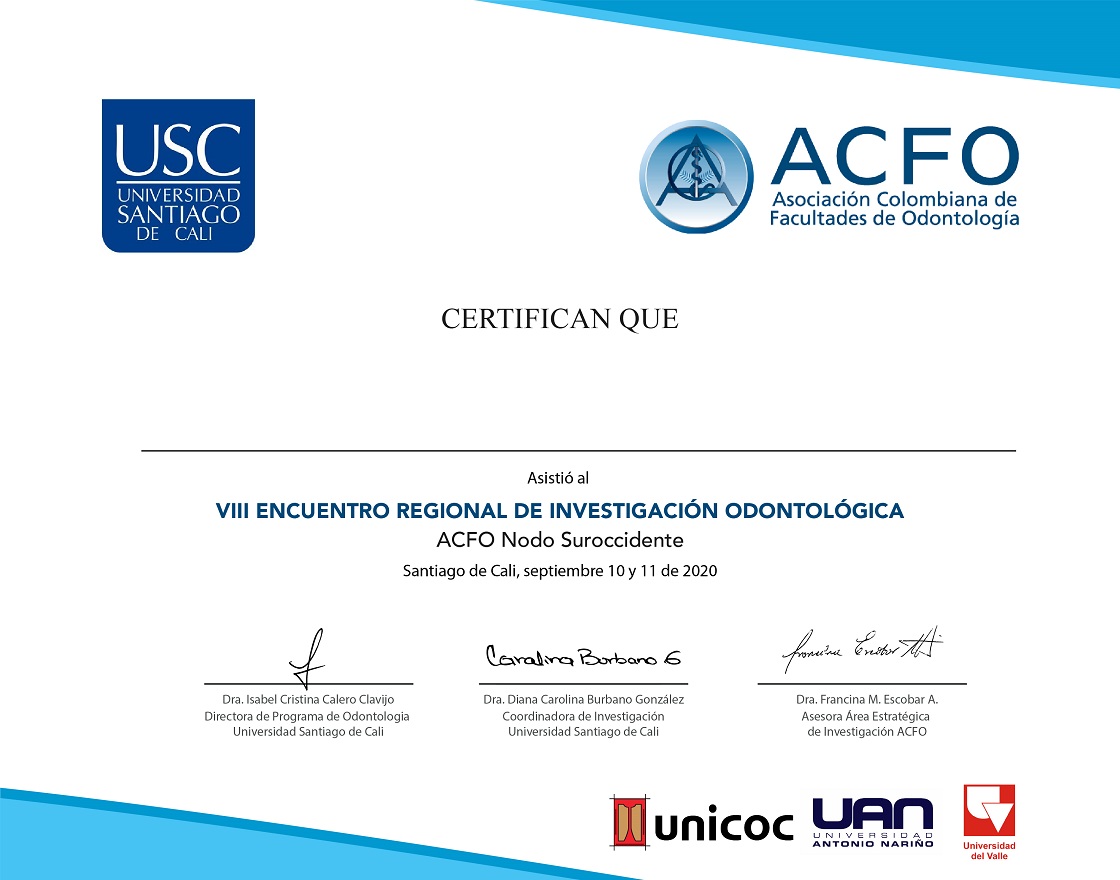 USC
UNIVERSIDAD
SANTIAGO
DE CALI
ACFO
Asociación Colombiana de
Facultades de Odontología
CERTIFICAN QUE
Asistió al
VIII ENCUENTRO REGIONAL DE INVESTIGACIÓN ODONTOLÓGICA
ACFO Nodo Suroccidente
Santiago de Cali, septiembre 10 y 11 de 2020
Carolina Burbano G
Francina Escobar
Dra. Isabel Cristina Calero Clavijo
Directora de Programa de Odontologia
Universidad Santiago de Cali
Dra. Diana Carolina Burbano González
Coordinadora de Investigación
Universidad Santiago de Cali
Dra. Francina M. Escobar A.
Asesora Área Estratégica
de Investigación ACFO
unicoc
UAN
UNIVERSIDAD
ANTONIO NARIÑO
Universidad
del Valle